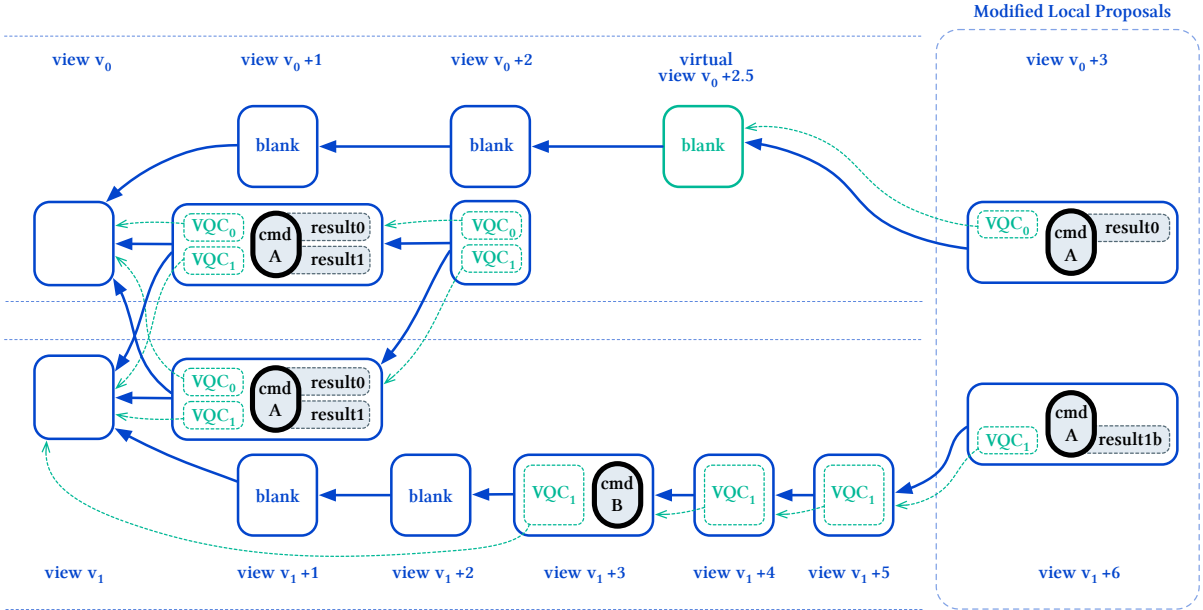 Modified Local Proposals
view v₀
view v₀ +1
view v₀ +2
virtual
view v₀ +2.5
view v₀ +3
blank
blank
blank
VQC₀
cmd
A
result0
VQC₁
result1
VQC₀
VQC₁
VQC₀
cmd
A
result0
VQC₀
cmd
A
result0
VQC₁
result1
VQC₁
cmd
A
result1b
blank
blank
VQC₁
cmd
B
VQC₁
VQC₁
view v₁
view v₁ +1
view v₁ +2
view v₁ +3
view v₁ +4
view v₁ +5
view v₁ +6